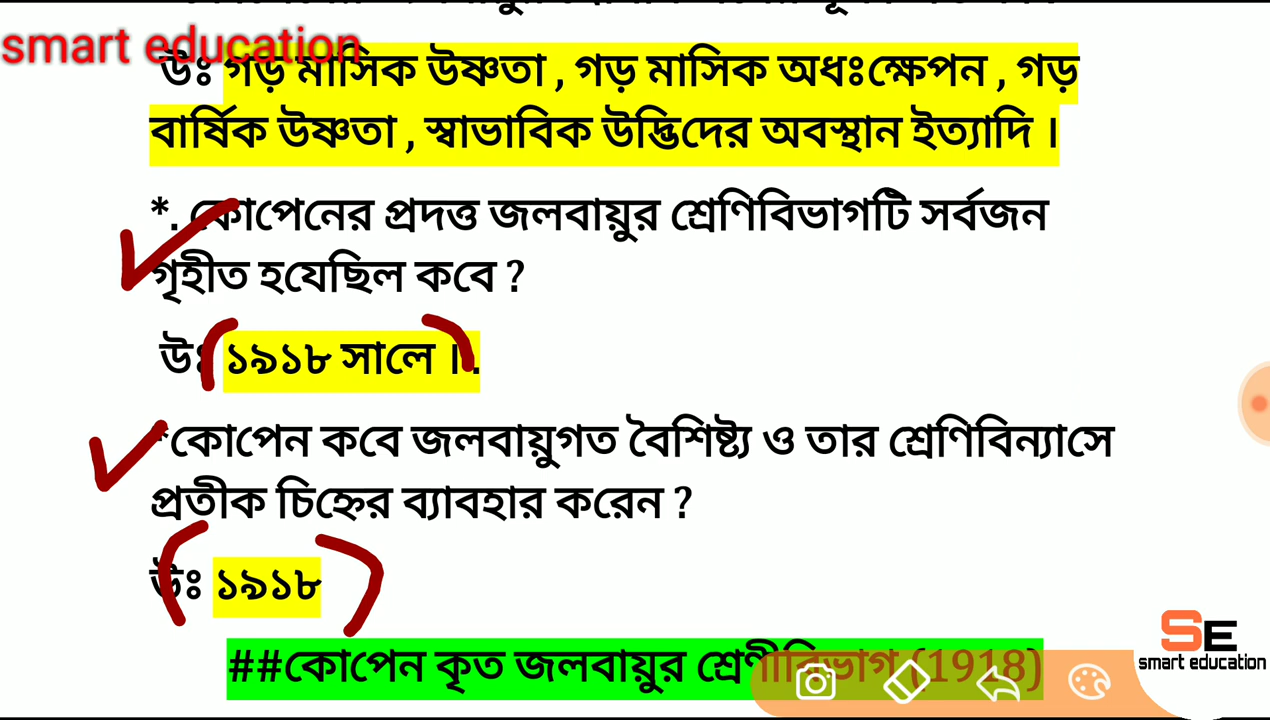 smart education
উঃ গড় মাসিক উষ্ণতা , গড় মাসিক অধঃক্ষেপন , গড়
বার্ষিক উষ্ণতা , স্বাভাবিক উদ্ভিদের অবস্থান ইত্যাদি ।
*. কোপেনের প্রদত্ত জলবায়ুর শ্রেণিবিভাগটি সর্বজন
গৃহীত হযেছিল কবে ?
উঃ ১৯১৮ সালে । .
*কোপেন কবে জলবায়ুগত বৈশিষ্ট্য ও তার শ্রেণিবিন্যাসে
প্রতীক চিহ্নের ব্যাবহার করেন ?
উঃ ১৯১৮
##কোপেন কৃত জলবায়ুর শ্রেণীবিভাগ (1918)
SE
smart education